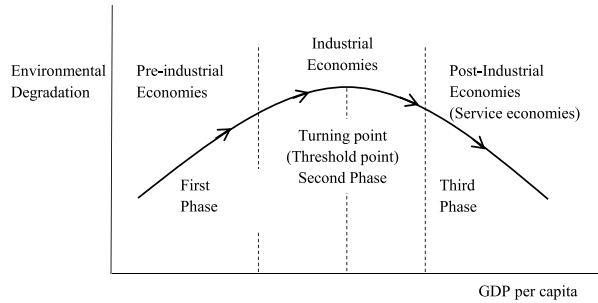 Environmental
Degradation
Pre-industrial
Economies
Industrial
Economies
Post-Industrial
Economies
(Service economies)
First
Phase
Turning point
(Threshold point)
Second Phase
Third
Phase
GDP per capita